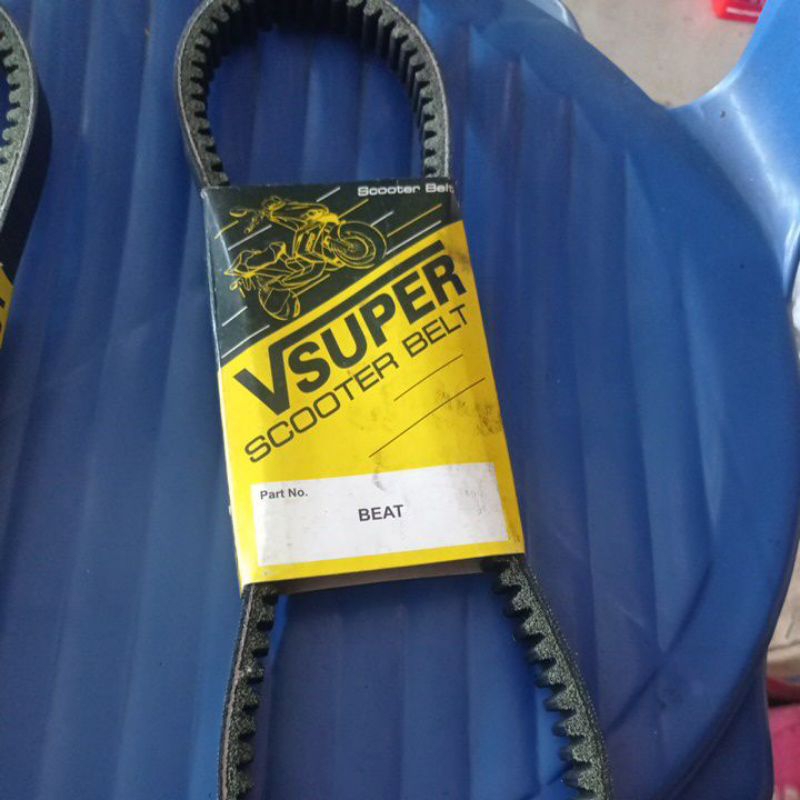 Scooter Belt
VSUPER
SCOOTER BELT
Part No.
BEAT